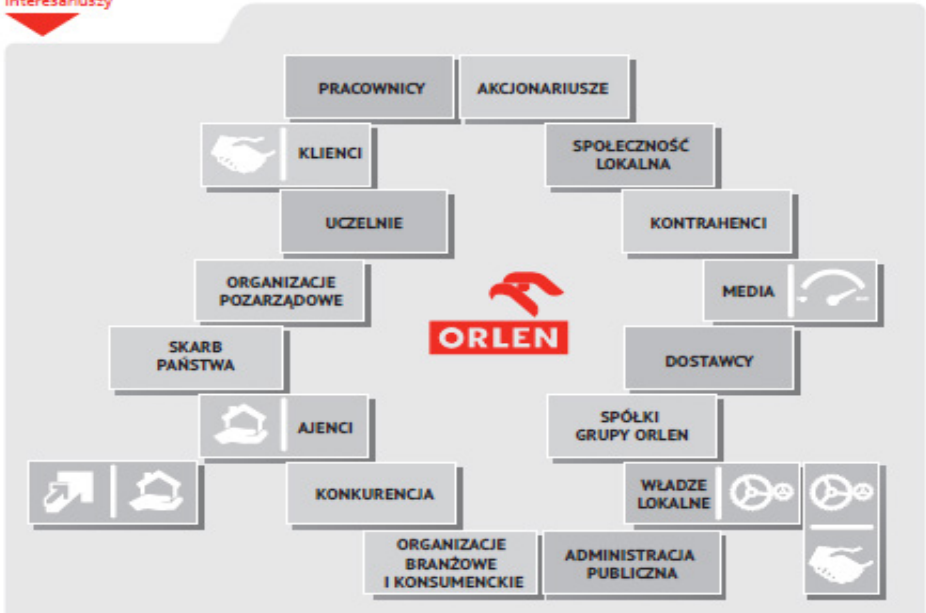 interesariuszy
PRACOWNICY
AKCJONARIUSZE
KLIENCI
SPOŁECZNOŚĆ
LOKALNA
UCZELNIE
KONTRAHENCI
ORGANIZACJE
POZARZĄDOWE
MEDIA
ORLEN
SKARB
PAŃSTWA
DOSTAWCY
AJENCI
SPÓŁKI
GRUPY ORLEN
KONKURENCJA
WŁADZE
LOKALNE
ORGANIZACJE
BRANŻOWE
I KONSUMENCKIE
ADMINISTRACJA
PUBLICZNA